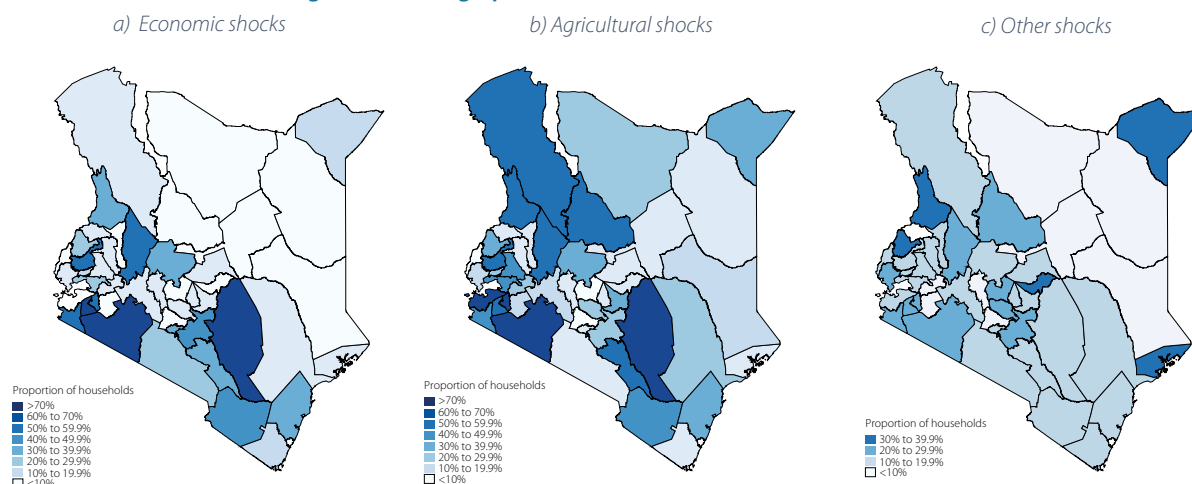 a) Economic shocks
b) Agricultural shocks
c) Other shocks
Proportion of households
>70%
60% to 70%
50% to 59.9%
40% to 49.9%
30% to 39.9%
20% to 29.9%
10% to 19.9%
<10%
Proportion of households
>70%
60% to 70%
50% to 59.9%
40% to 49.9%
30% to 39.9%
20% to 29.9%
10% to 19.9%
<10%
Proportion of households
30% to 39.9%
20% to 29.9%
10% to 19.9%
<10%